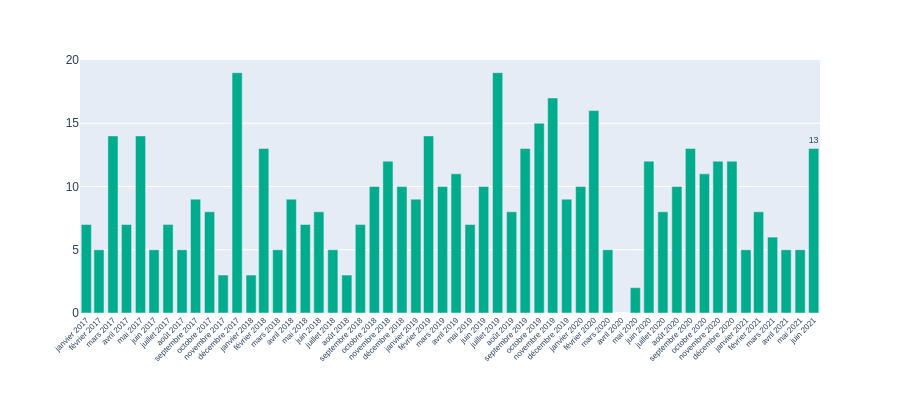 20
15
10
5
0
13
janvier 2017
février 2017
mars 2017
avril 2017
mai 2017
juin 2017
juillet 2017
août 2017
septembre 2017
octobre 2017
novembre 2017
décembre 2017
janvier 2018
février 2018
mars 2018
avril 2018
mai 2018
juin 2018
juillet 2018
août 2018
septembre 2018
octobre 2018
novembre 2018
décembre 2018
janvier 2019
février 2019
mars 2019
avril 2019
mai 2019
juin 2019
juillet 2019
août 2019
septembre 2019
octobre 2019
novembre 2019
décembre 2019
janvier 2020
février 2020
mars 2020
avril 2020
mai 2020
juin 2020
juillet 2020
août 2020
septembre 2020
octobre 2020
novembre 2020
décembre 2020
janvier 2021
février 2021
mars 2021
avril 2021
mai 2021
juin 2021